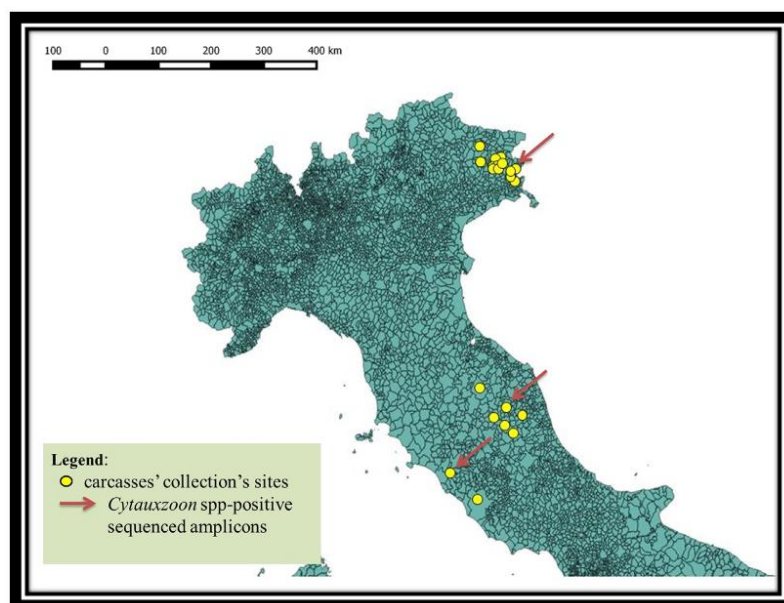 100 0 100 200 300 400 km
Legend:
carcasses' collection's sites
Cytauxzoon spp-positive
sequenced amplicons